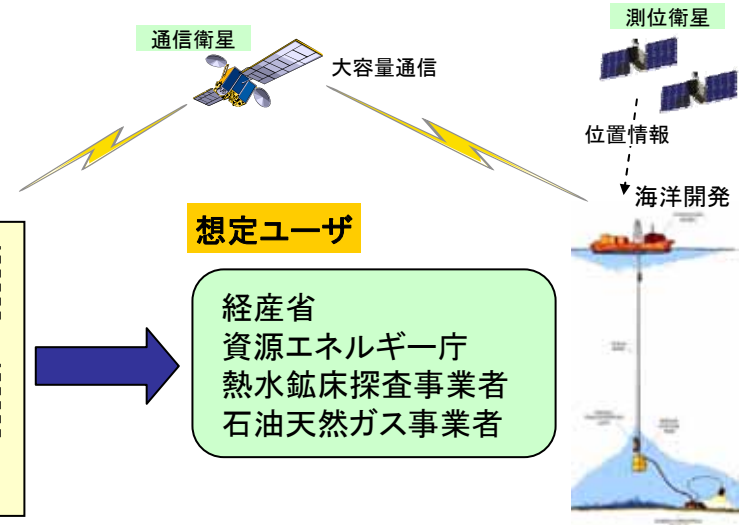 通信衛星
測位衛星
大容量通信
位置情報
海洋開発
想定ユーザ
経産省
資源エネルギー庁
熱水鉱床探査事業者
石油天然ガス事業者